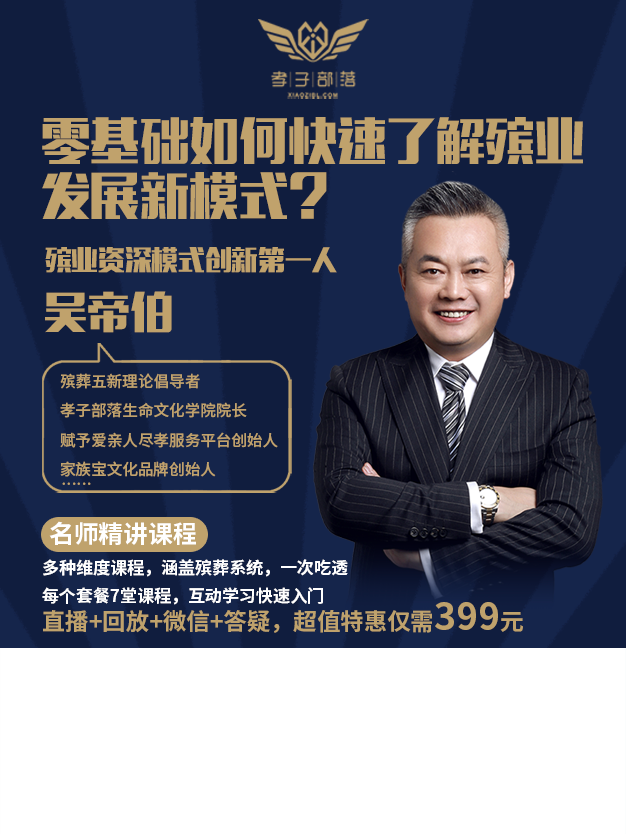 孝子部落
XIAOZIBL.COM
零基础如何快速了解殡业
发展新模式?
殡业资深模式创新第一人
吴帝伯
殡葬五新理论倡导者
孝子部落生命文化学院院长
赋予爱亲人尽孝服务平台创始人
家族宝文化品牌创始人
……
名师精讲课程
多种维度课程，涵盖殡葬系统，一次吃透
每个套餐7堂课程，互动学习快速入门
直播+回放+微信+答疑，超值特惠仅需399元